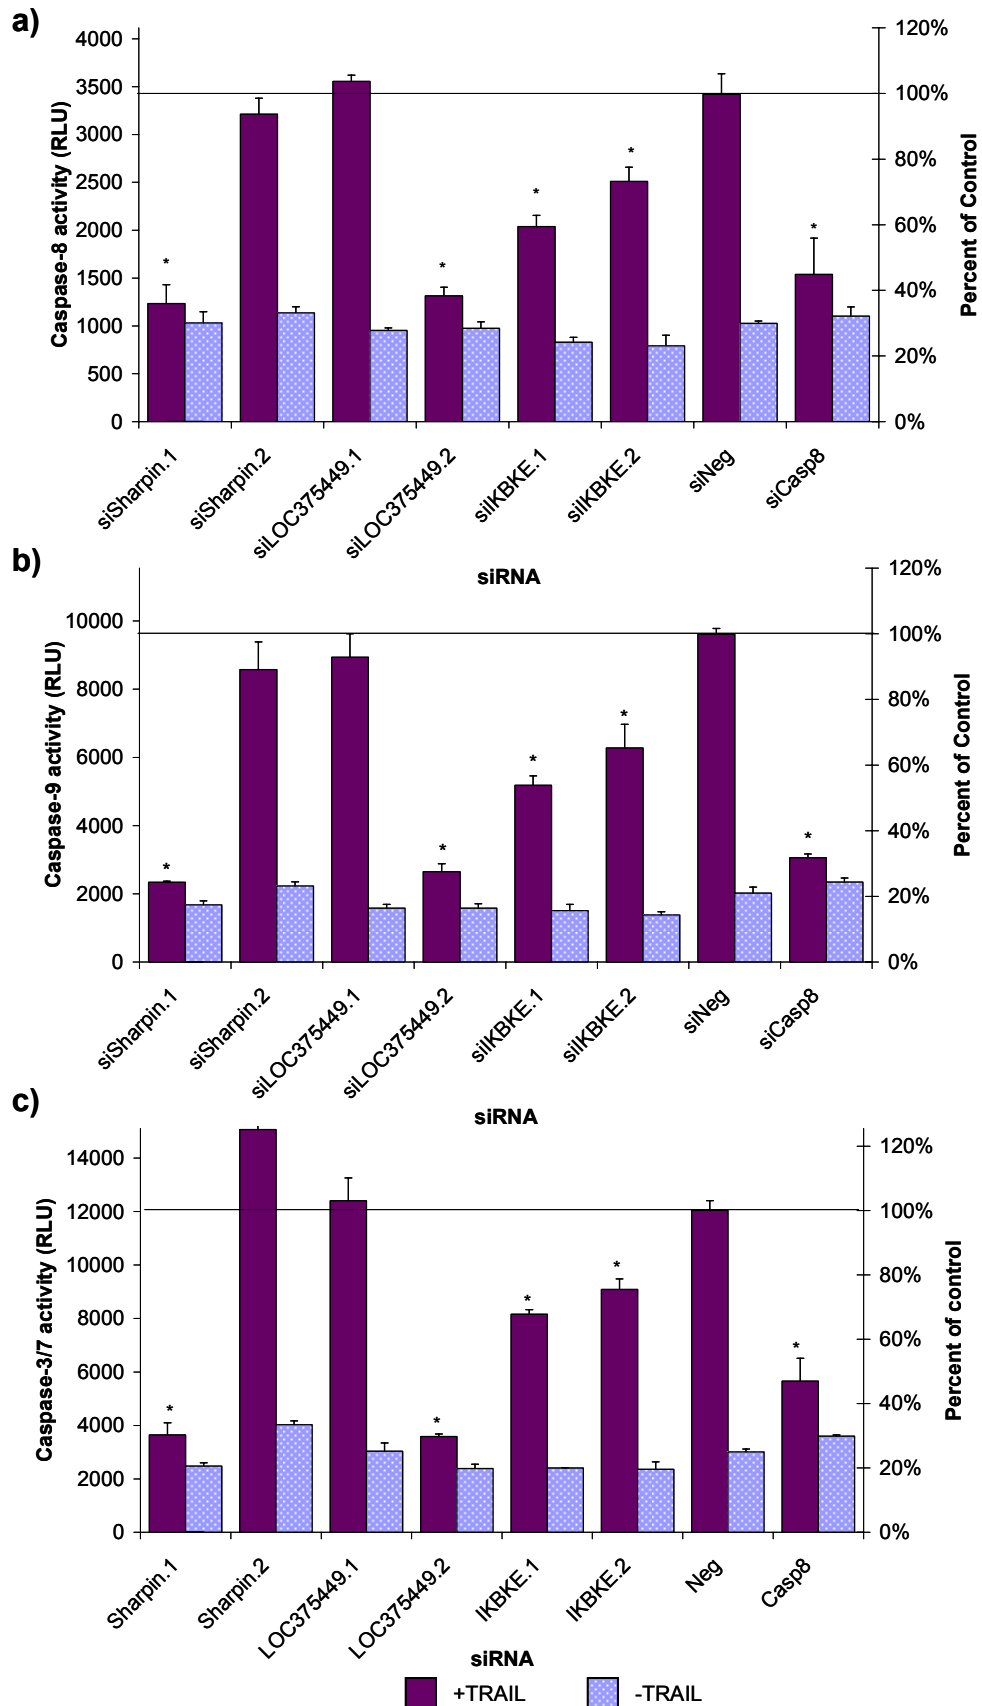 a)
4000
3500
3000
2500
2000
1500
1000
500
0
Caspase-8 activity (RLU)
120%
100%
80%
60%
40%
20%
0%
Percent of Control
*
*
*
*
*
siSharpin.1
siSharpin.2
siLOC375449.1
siLOC375449.2
siIKBKE.1
siIKBKE.2
siNeg
siCasp8
siRNA
b)
10000
8000
6000
4000
2000
0
Caspase-9 activity (RLU)
120%
100%
80%
60%
40%
20%
0%
Percent of Control
*
*
*
*
*
siSharpin.1
siSharpin.2
siLOC375449.1
siLOC375449.2
siIKBKE.1
siIKBKE.2
siNeg
siCasp8
siRNA
c)
14000
12000
10000
8000
6000
4000
2000
0
Caspase-3/7 activity (RLU)
120%
100%
80%
60%
40%
20%
0%
Percent of control
*
*
*
*
*
Sharpin.1
Sharpin.2
LOC375449.1
LOC375449.2
IKBKE.1
IKBKE.2
Neg
Casp8
siRNA
+TRAIL
-TRAIL